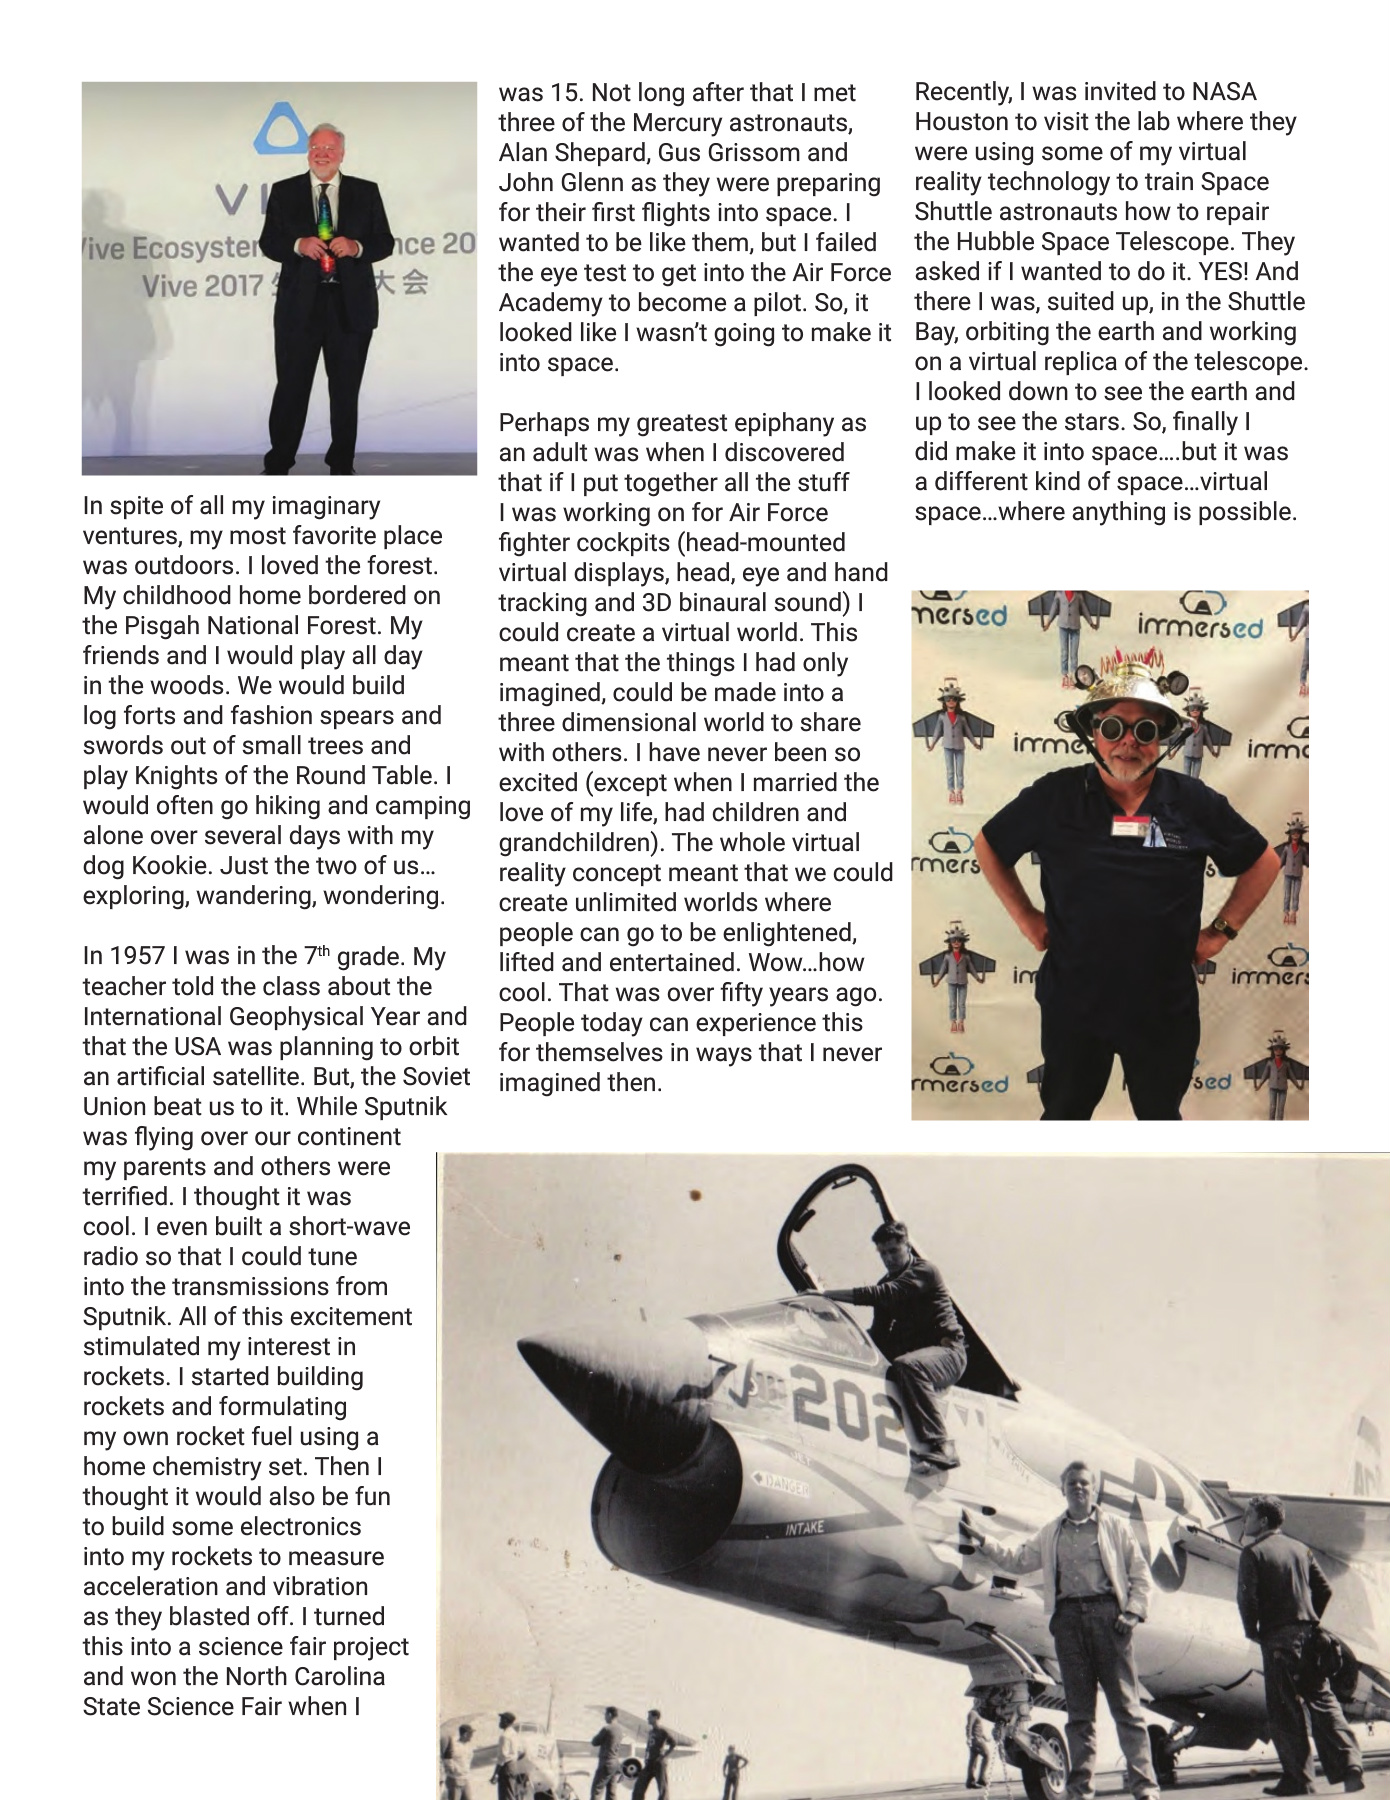 VI
Vive Ecosystem
nce 20
Vive 2017
大会
In spite of all my imaginary
ventures, my most favorite place
was outdoors. I loved the forest.
My childhood home bordered on
the Pisgah National Forest. My
friends and I would play all day
in the woods. We would build
log forts and fashion spears and
swords out of small trees and
play Knights of the Round Table. I
would often go hiking and camping
alone over several days with my
dog Kookie. Just the two of us…
exploring, wandering, wondering.
In 1957 I was in the 7th grade. My
teacher told the class about the
International Geophysical Year and
that the USA was planning to orbit
an artificial satellite. But, the Soviet
Union beat us to it. While Sputnik
was flying over our continent
my parents and others were
terrified. I thought it was
cool. I even built a short-wave
radio so that I could tune
into the transmissions from
Sputnik. All of this excitement
stimulated my interest in
rockets. I started building
rockets and formulating
my own rocket fuel using a
home chemistry set. Then I
thought it would also be fun
to build some electronics
into my rockets to measure
acceleration and vibration
as they blasted off. I turned
this into a science fair project
and won the North Carolina
State Science Fair when I
was 15. Not long after that I met
three of the Mercury astronauts,
Alan Shepard, Gus Grissom and
John Glenn as they were preparing
for their first flights into space. I
wanted to be like them, but I failed
the eye test to get into the Air Force
Academy to become a pilot. So, it
looked like I wasn't going to make it
into space.
Perhaps my greatest epiphany as
an adult was when I discovered
that if I put together all the stuff
I was working on for Air Force
fighter cockpits (head-mounted
virtual displays, head, eye and hand
tracking and 3D binaural sound) I
could create a virtual world. This
meant that the things I had only
imagined, could be made into a
three dimensional world to share
with others. I have never been so
excited (except when I married the
love of my life, had children and
grandchildren). The whole virtual
reality concept meant that we could
create unlimited worlds where
people can go to be enlightened,
lifted and entertained. Wow…how
cool. That was over fifty years ago.
People today can experience this
for themselves in ways that I never
imagined then.
Recently, I was invited to NASA
Houston to visit the lab where they
were using some of my virtual
reality technology to train Space
Shuttle astronauts how to repair
the Hubble Space Telescope. They
asked if I wanted to do it. YES! And
there I was, suited up, in the Shuttle
Bay, orbiting the earth and working
on a virtual replica of the telescope.
I looked down to see the earth and
up to see the stars. So, finally I
did make it into space….but it was
a different kind of space…virtual
space…where anything is possible.
mersed
immersed
imme
imme
mmersed
im
immers
mmersed
sed
202
DANGER
INTAKE